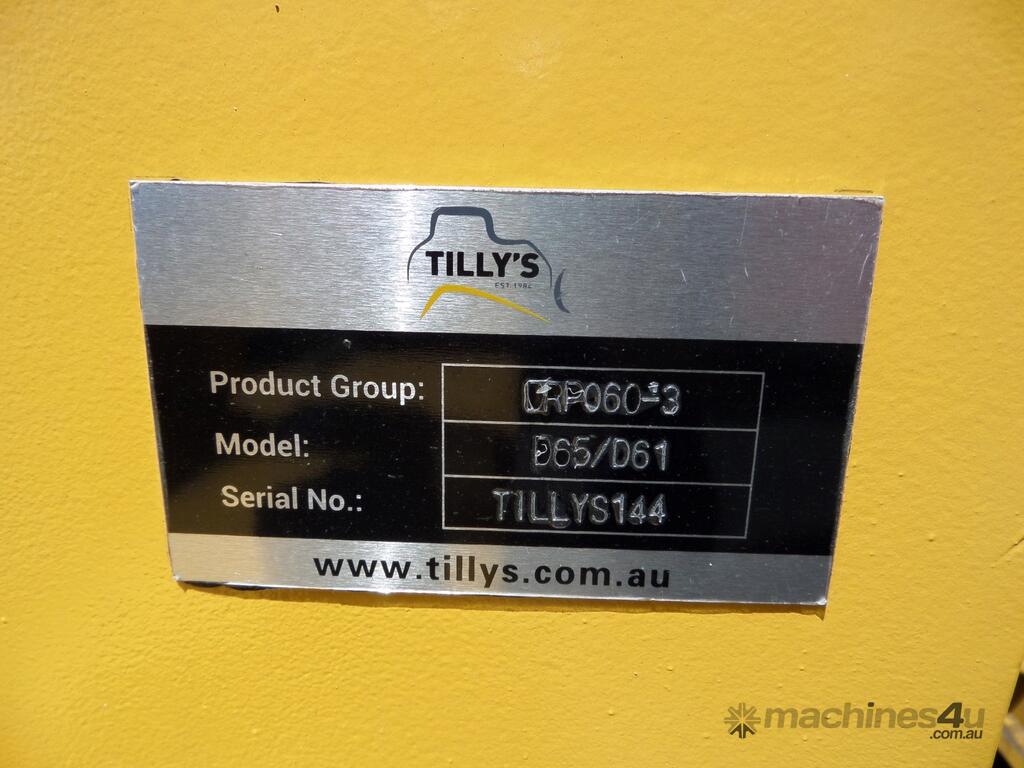 TILLY'S
EST.1984
Product Group: CRP060-3
Model: D65/D61
Serial No.: TILLYS144
www.tillys.com.au
machines4u
.com.au